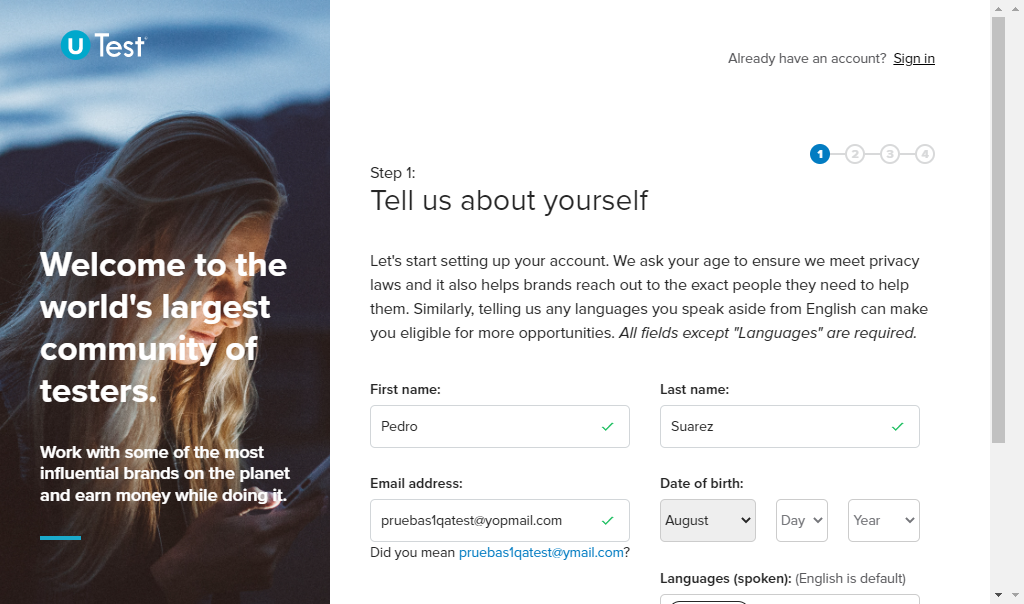 U Test
Already have an account? Sign in
1 2 3 4
Step 1:
Tell us about yourself
Welcome to the
world's largest
community of
testers.
Work with some of the most
influential brands on the planet
and earn money while doing it.
Let's start setting up your account. We ask your age to ensure we meet privacy
laws and it also helps brands reach out to the exact people they need to help
them. Similarly, telling us any languages you speak aside from English can make
you eligible for more opportunities. All fields except "Languages" are required.
First name: Last name:
Pedro Suarez
Email address: Date of birth:
pruebas1qatest@yopmail.com August Day Year
Did you mean pruebas1qatest@ymail.com?
Languages (spoken): (English is default)